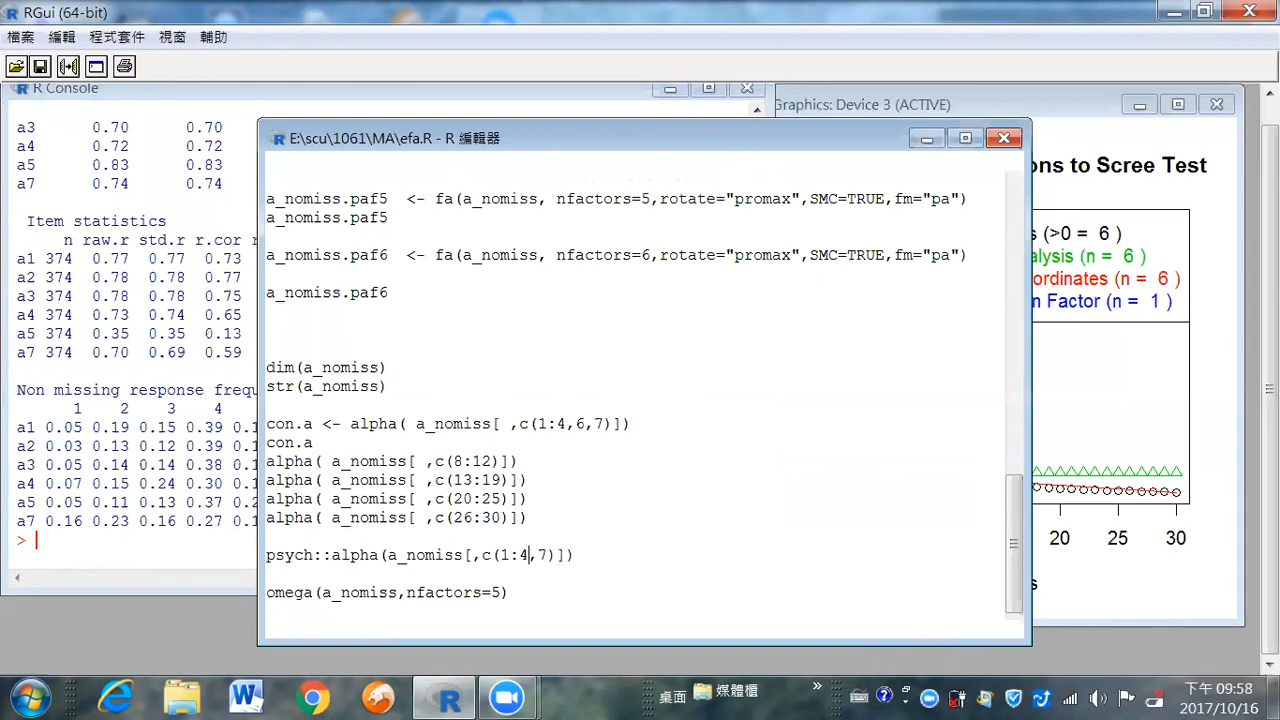 RGui (64-bit)
檔案 編輯 程式套件 視窗 輔助
R Console
a3 0.70 0.70
a4 0.72 0.72
a5 0.83 0.83
a7 0.74 0.74
Item statistics
n raw.r std.r r.cor
a1 374 0.77 0.77 0.73
a2 374 0.78 0.78 0.77
a3 374 0.78 0.78 0.75
a4 374 0.73 0.74 0.65
a5 374 0.35 0.35 0.13
a7 374 0.70 0.69 0.59
Non missing response frequ
1 2 3 4
a1 0.05 0.19 0.15 0.39 0.1
a2 0.03 0.13 0.12 0.39 0.
a3 0.05 0.14 0.14 0.38 0.1
a4 0.07 0.15 0.24 0.30 0.1
a5 0.05 0.11 0.13 0.37 0.2
a7 0.16 0.23 0.16 0.27 0.1
>
E:\scu\1061\MA\efa.R - R 編輯器
a_nomiss.paf5 <- fa(a_nomiss, nfactors=5,rotate="promax",SMC=TRUE,fm="pa")
a_nomiss.paf5
a_nomiss.paf6 <- fa(a_nomiss, nfactors=6,rotate="promax",SMC=TRUE,fm="pa")
a_nomiss.paf6
dim(a_nomiss)
str(a_nomiss)
con.a <- alpha( a_nomiss[ ,c(1:4,6,7)])
con.a
alpha( a_nomiss[ ,c(8:12)])
alpha( a_nomiss[ ,c(13:19)])
alpha( a_nomiss[ ,c(20:25)])
alpha( a_nomiss[ ,c(26:30)])
psych::alpha(a_nomiss[,c(1:4,7)])
omega(a_nomiss,nfactors=5)
Graphics: Device 3 (ACTIVE)
ons to Scree Test
s (>0 = 6 )
alysis (n = 6 )
oordinates (n = 6 )
n Factor (n = 1 )
20 25 30
s
桌面 媒體櫃 »
下午 09:58
2017/10/16